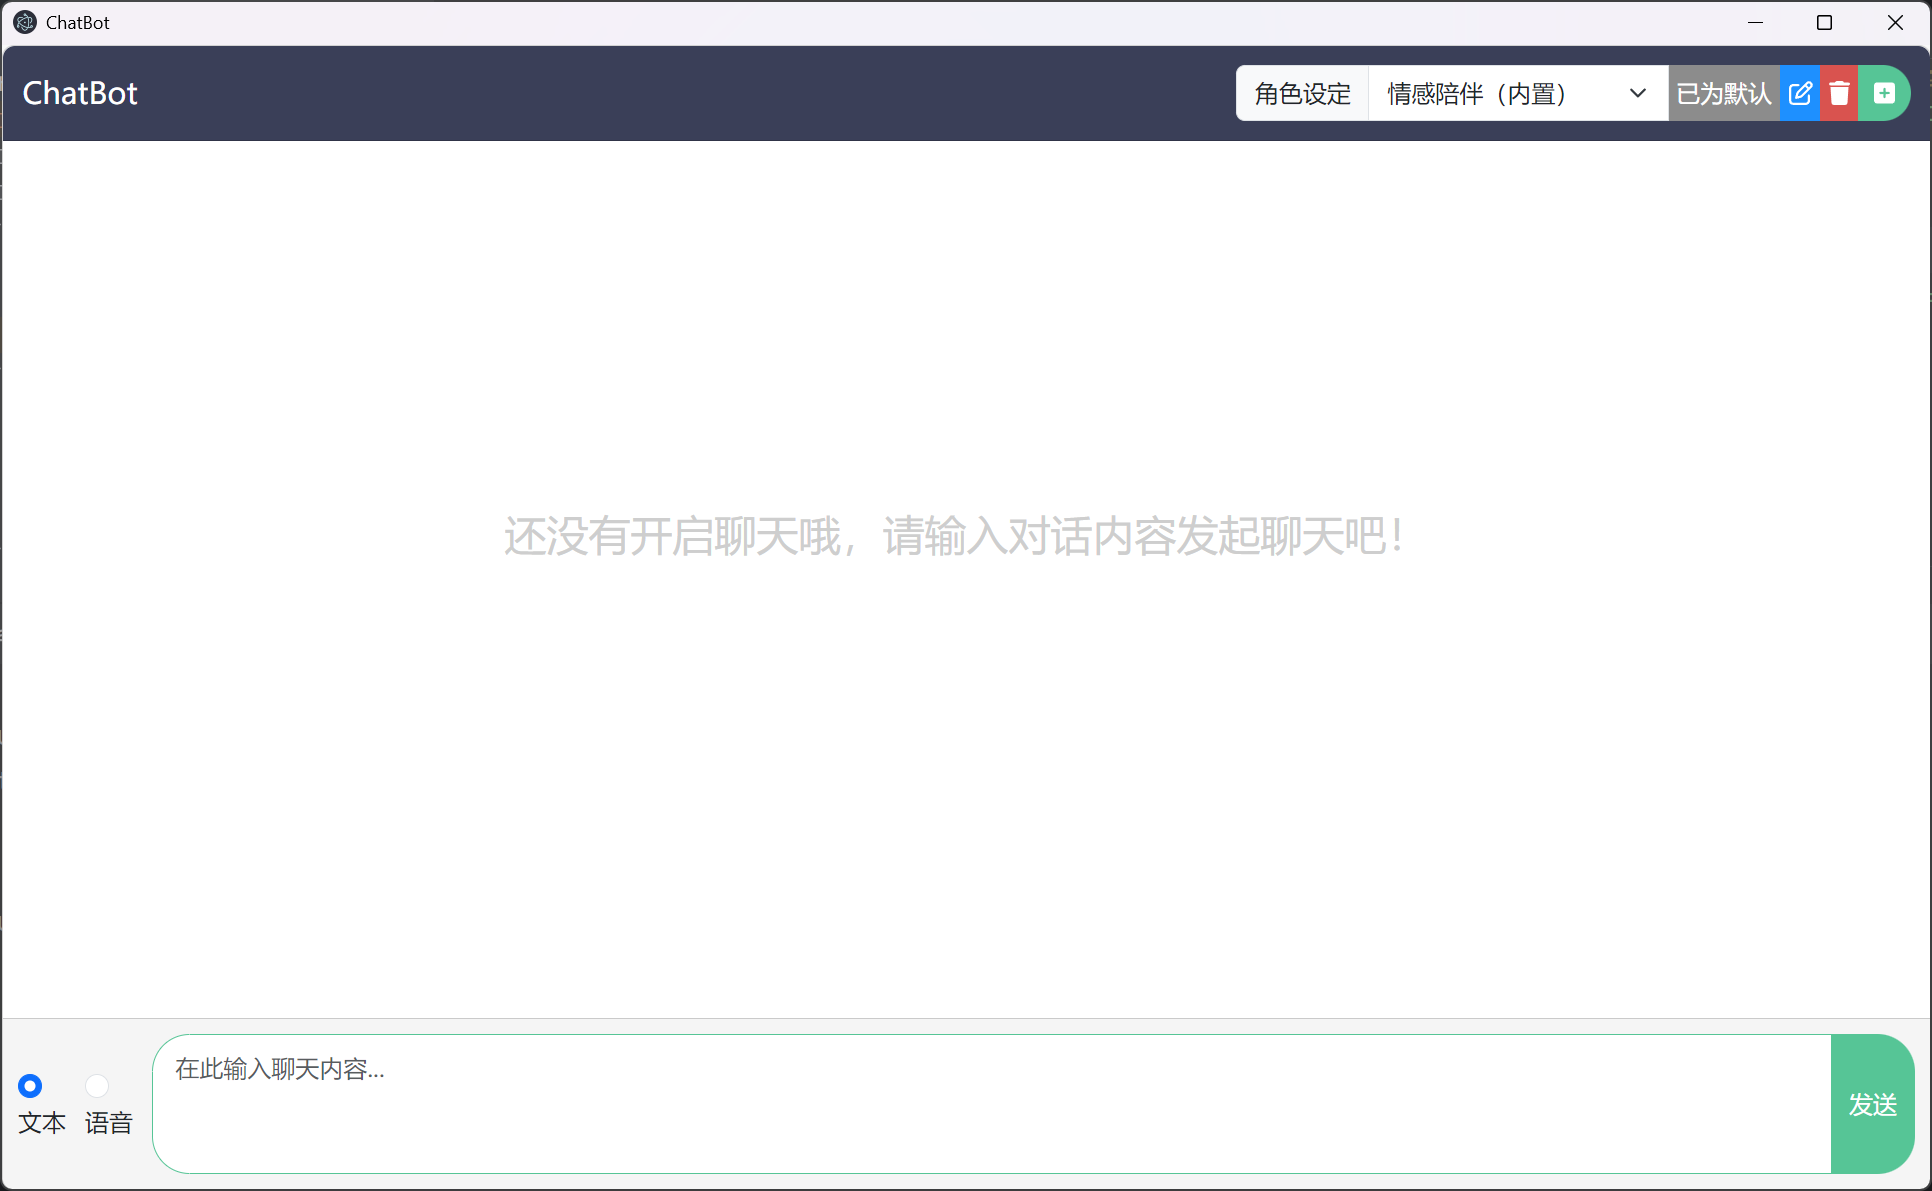 ChatBot
ChatBot
角色设定
情感陪伴（内置）
已为默认
还没有开启聊天哦，请输入对话内容发起聊天吧！
在此输入聊天内容...
文本
语音
发送